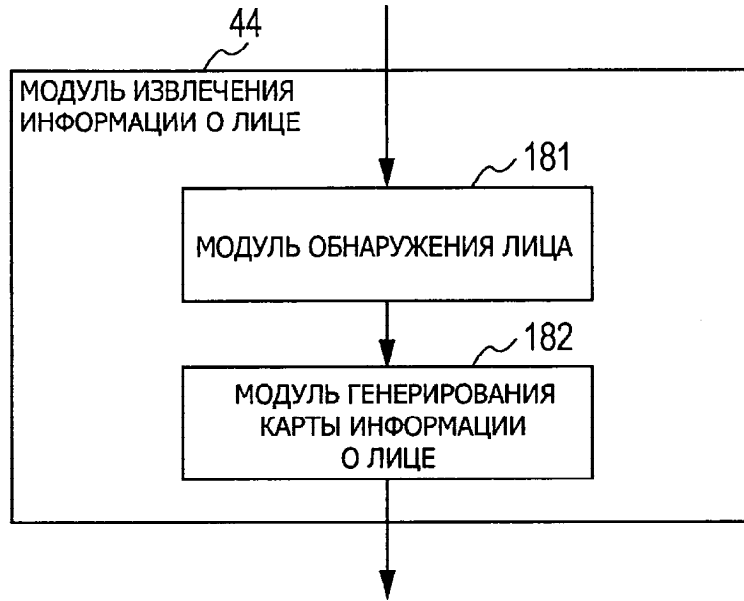 44
МОДУЛЬ ИЗВЛЕЧЕНИЯ
ИНФОРМАЦИИ О ЛИЦЕ
181
МОДУЛЬ ОБНАРУЖЕНИЯ ЛИЦА
182
МОДУЛЬ ГЕНЕРИРОВАНИЯ
КАРТЫ ИНФОРМАЦИИ
О ЛИЦЕ